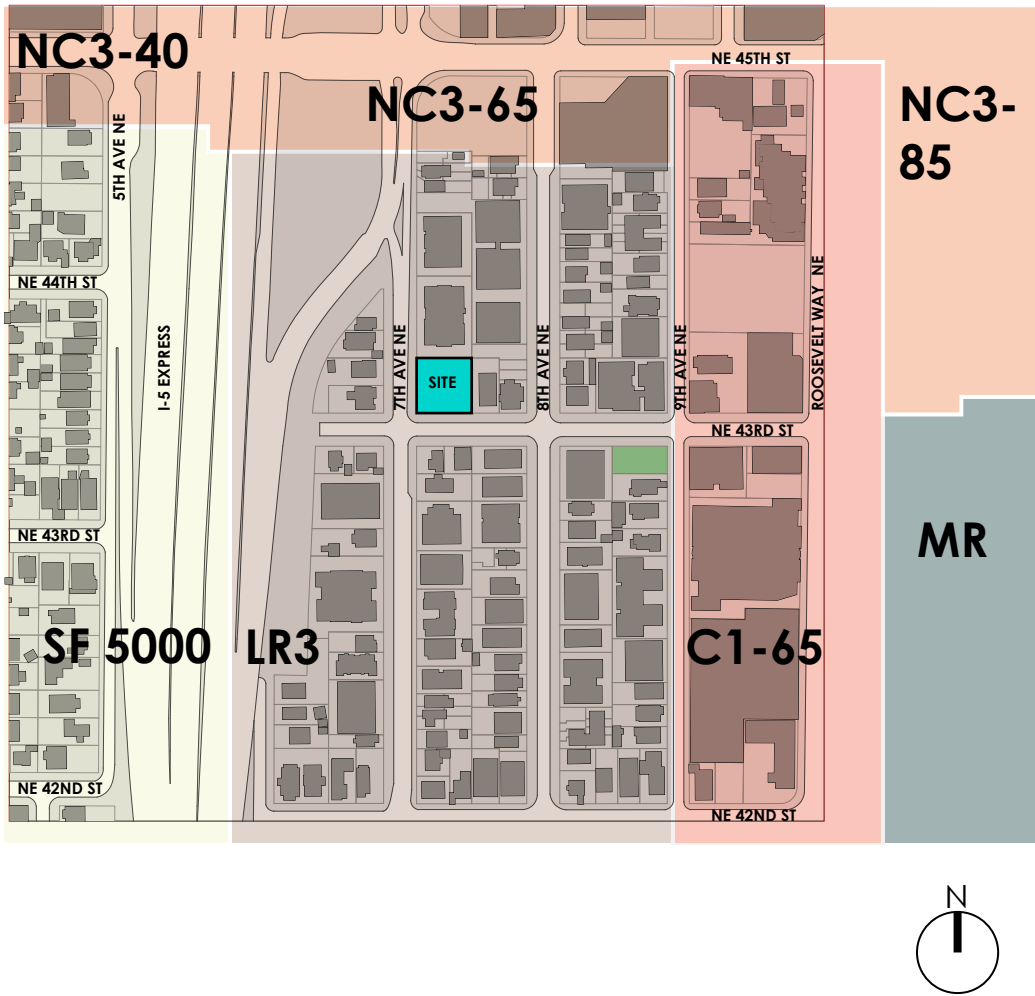 NC3-40
NE 45TH ST
NC3-65
NC3-
85
5TH AVE NE
NE 44TH ST
I-5 EXPRESS
7TH AVE NE
SITE
8TH AVE NE
9TH AVE NE
ROOSEVELT WAY NE
NE 43RD ST
NE 43RD ST
MR
SF 5000
LR3
C1-65
NE 42ND ST
NE 42ND ST
N